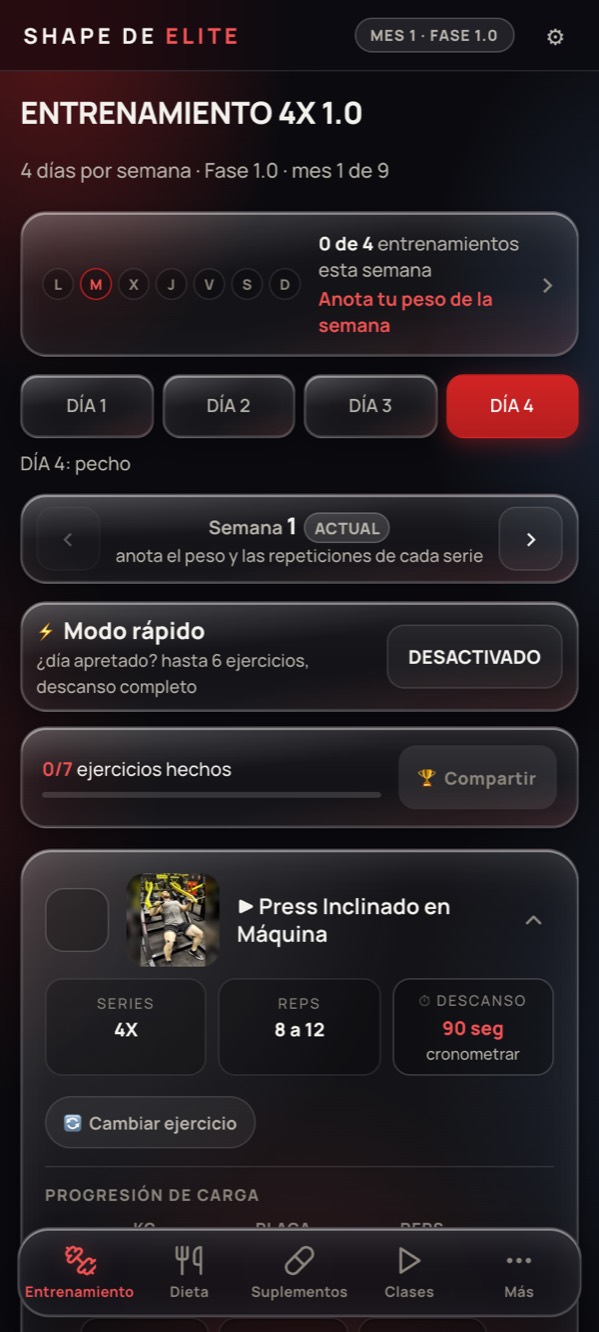 SHAPE DE ELITE
MES 1 · FASE 1.0
ENTRENAMIENTO 4X 1.0
4 días por semana · Fase 1.0 · mes 1 de 9
L M X J V S D
0 de 4 entrenamientos
esta semana
Anota tu peso de la
semana
DÍA 1
DÍA 2
DÍA 3
DÍA 4
DÍA 4: pecho
Semana 1 ACTUAL
anota el peso y las repeticiones de cada serie
Modo rápido
¿día apretado? hasta 6 ejercicios,
descanso completo
DESACTIVADO
0/7 ejercicios hechos
Compartir
Press Inclinado en
Máquina
SERIES
4X
REPS
8 a 12
DESCANSO
90 seg
cronometrar
Cambiar ejercicio
PROGRESIÓN DE CARGA
KG PLACA REPS
Entrenamiento
Dieta
Suplementos
Clases
Más